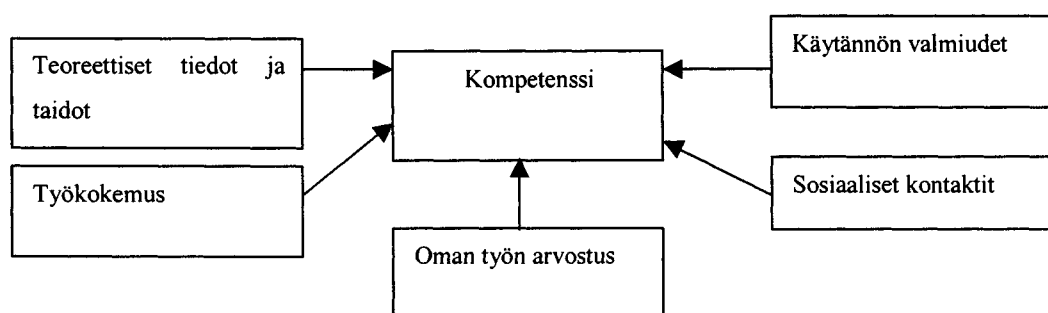 Teoreettiset tiedot ja
taidot
Kompetenssi
Käytännön valmiudet
Työkokemus
Sosiaaliset kontaktit
Oman työn arvostus